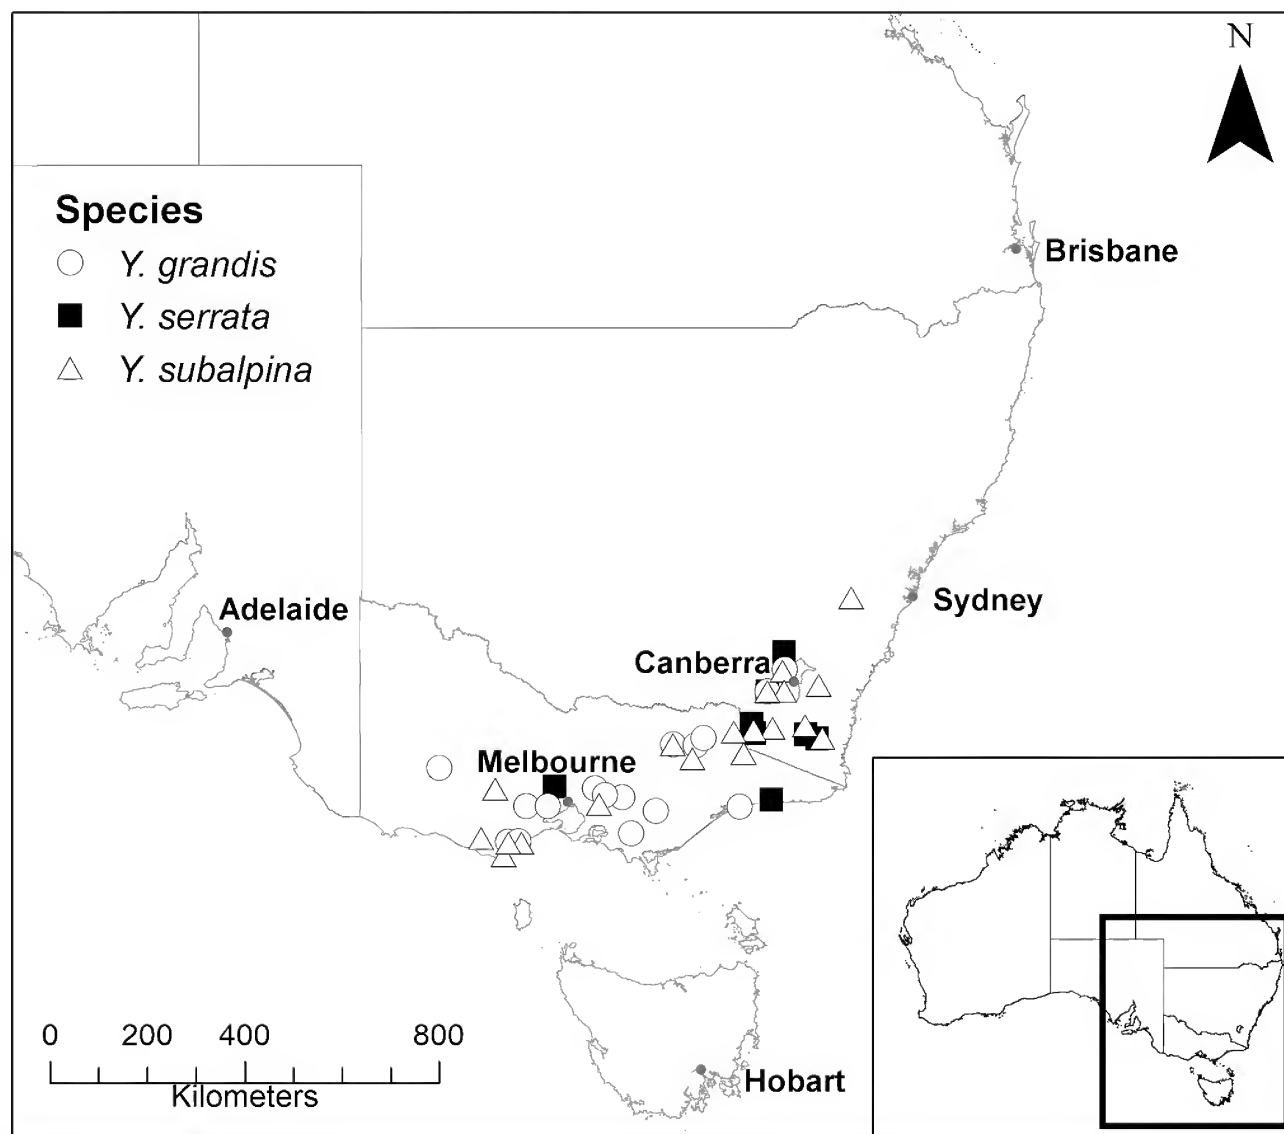 N
Species
Y. grandis
Y. serrata
Y. subalpina
Brisbane
Adelaide
Sydney
Canberra
Melbourne
0 200 400 800
Kilometers
Hobart